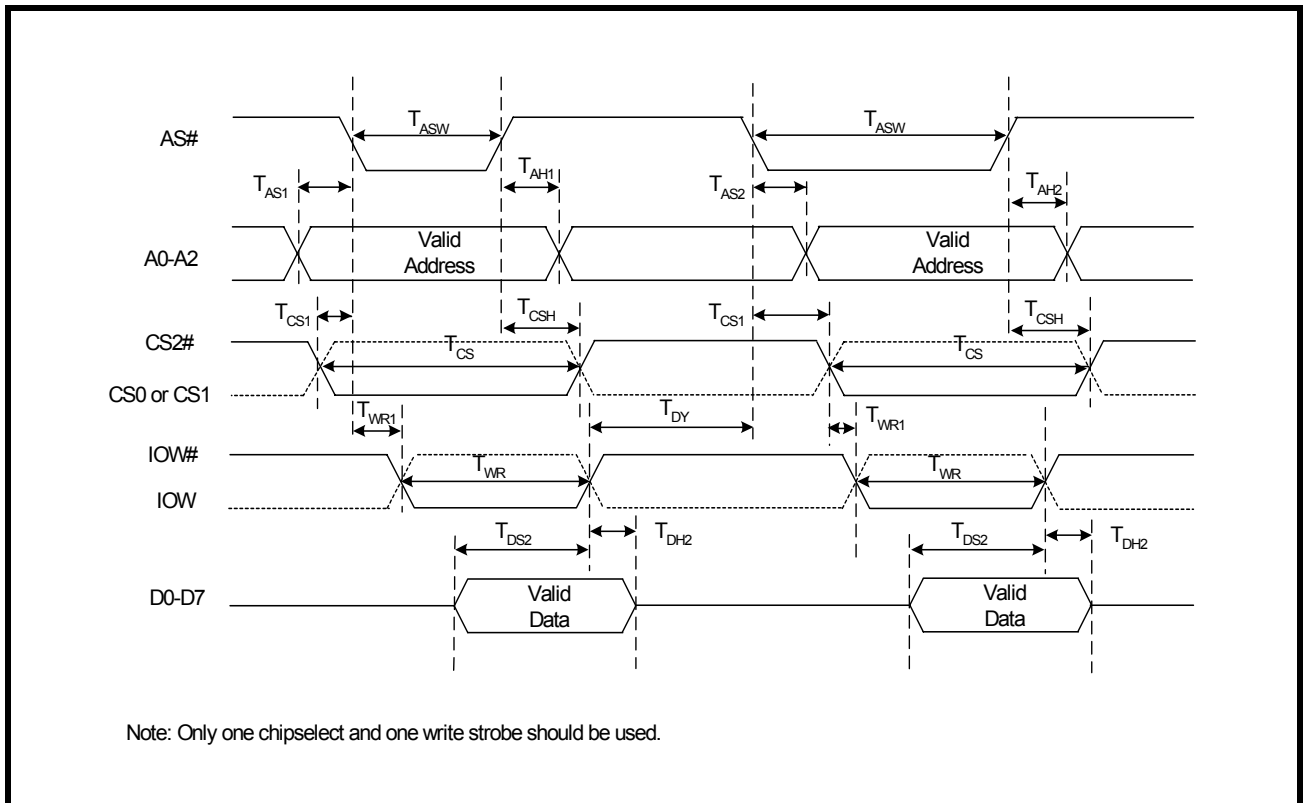 T_ASW T_ASW
AS#
T_AS1 T_AH1 T_AS2 T_AH2
A0-A2
Valid
Address
Valid
Address
T_CS1 T_CSH T_CS1 T_CSH
CS2#
T_CS T_CS
CS0 or CS1
T_WR1 T_DY T_WR1
IOW#
T_WR T_WR
IOW
T_DS2 T_DH2 T_DS2 T_DH2
D0-D7
Valid
Data
Valid
Data
Note: Only one chipselect and one write strobe should be used.